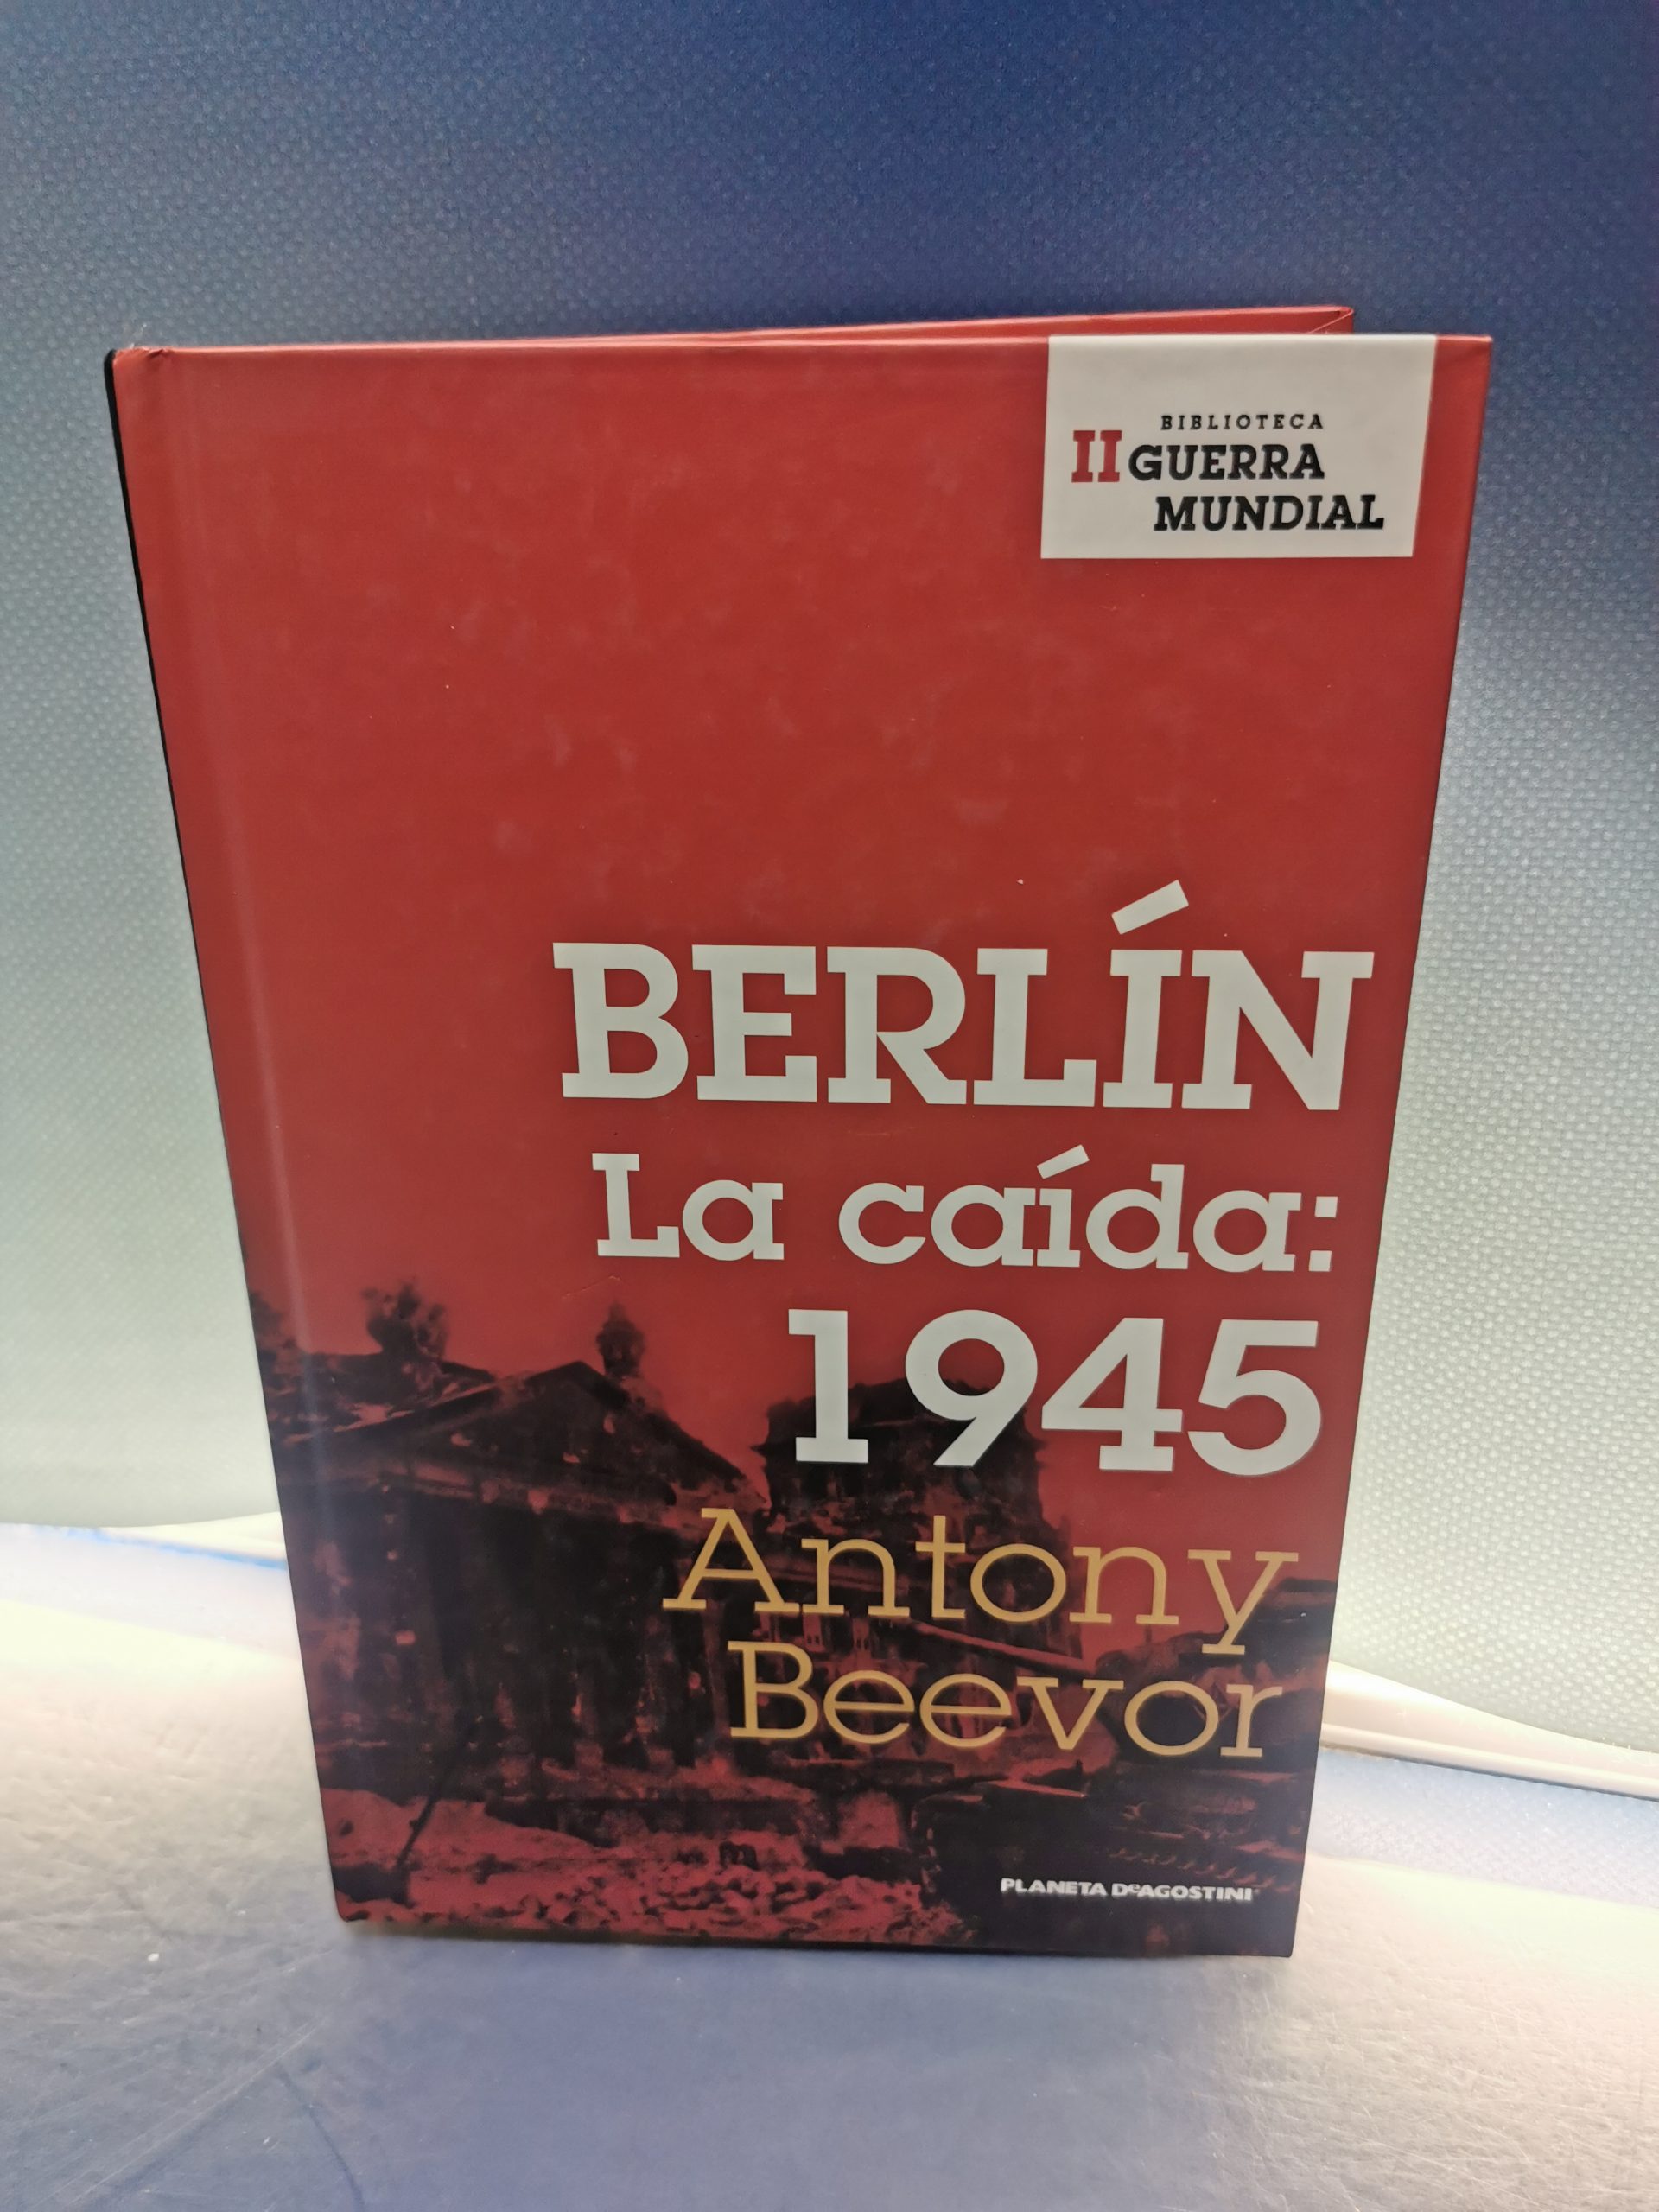 BIBLIOTECA
II GUERRA
MUNDIAL
BERLÍN
La caída:
1945
Antony
Beevor
PLANETA DeAGOSTINI